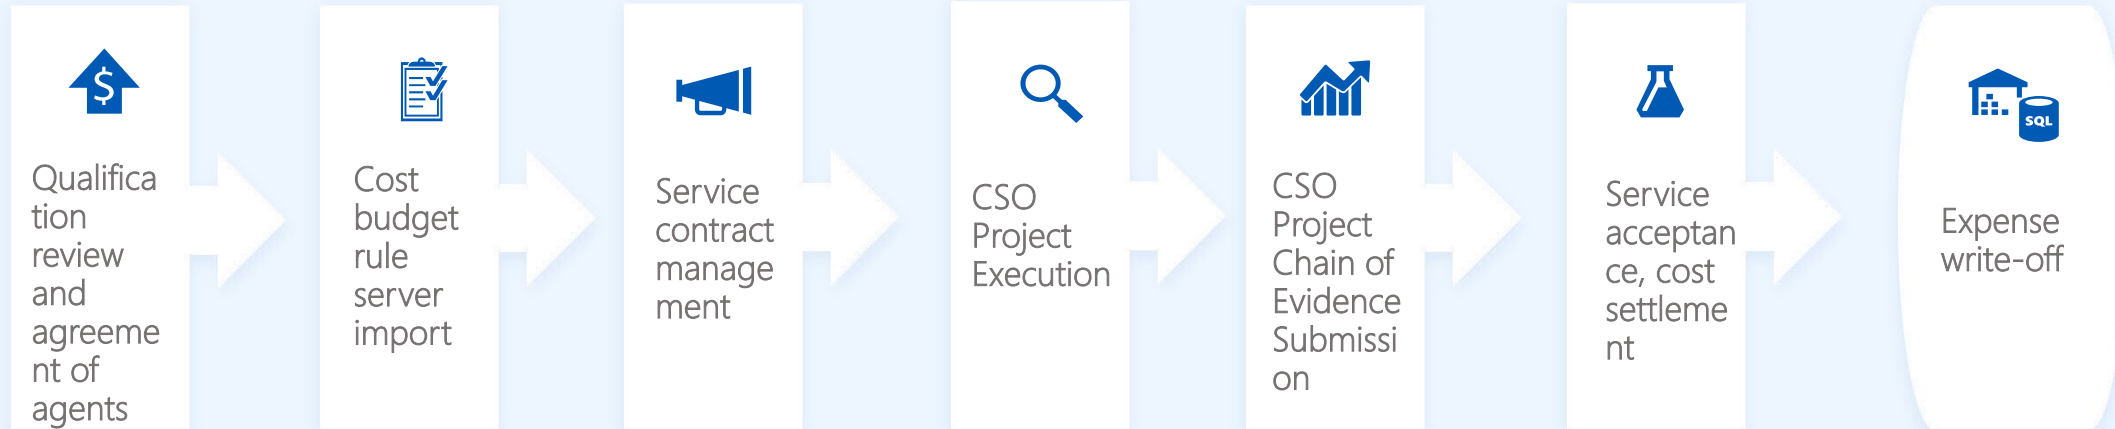 $
Qualifica
tion
review
and
agreeme
nt of
agents
Cost
budget
rule
server
import
Service
contract
manage
ment
CSO
Project
Execution
CSO
Project
Chain of
Evidence
Submissi
on
Service
acceptan
ce, cost
settleme
nt
SQL
Expense
write-off